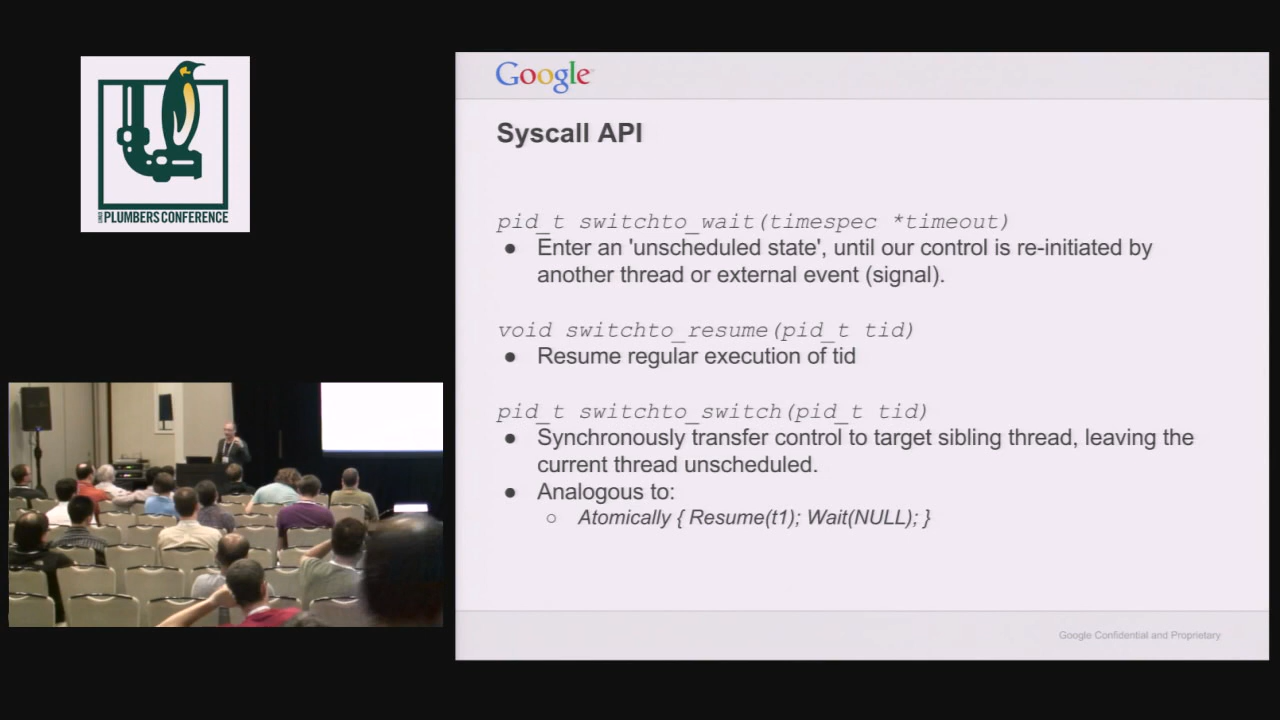 LINUX PLUMBERS CONFERENCE
Google
Syscall API
pid_t switchto_wait(timespec *timeout)
● Enter an 'unscheduled state', until our control is re-initiated by
another thread or external event (signal).
void switchto_resume(pid_t tid)
● Resume regular execution of tid
pid_t switchto_switch(pid_t tid)
● Synchronously transfer control to target sibling thread, leaving the
current thread unscheduled.
● Analogous to:
○ Atomically { Resume(t1); Wait(NULL); }
Google Confidential and Proprietary